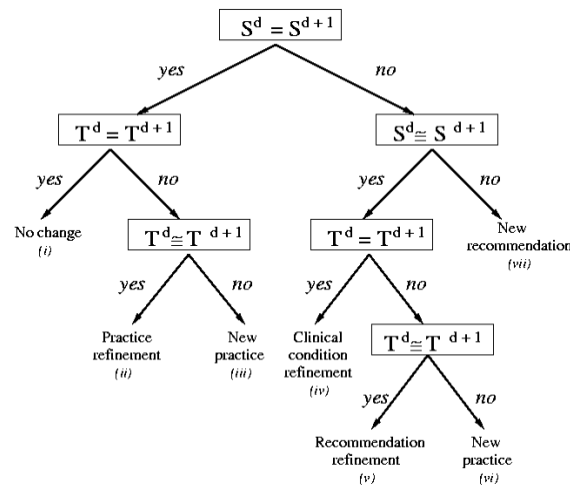 S^d = S^{d+1}
yes
no
T^d = T^{d+1}
S^d ≅ S^{d+1}
yes
no
yes
no
No change
(i)
T^d ≅ T^{d+1}
T^d = T^{d+1}
New
recommendation
(vii)
yes
no
yes
no
Practice
refinement
(ii)
New
practice
(iii)
Clinical
condition
refinement
(iv)
T^d ≅ T^{d+1}
yes
no
Recommendation
refinement
(v)
New
practice
(vi)